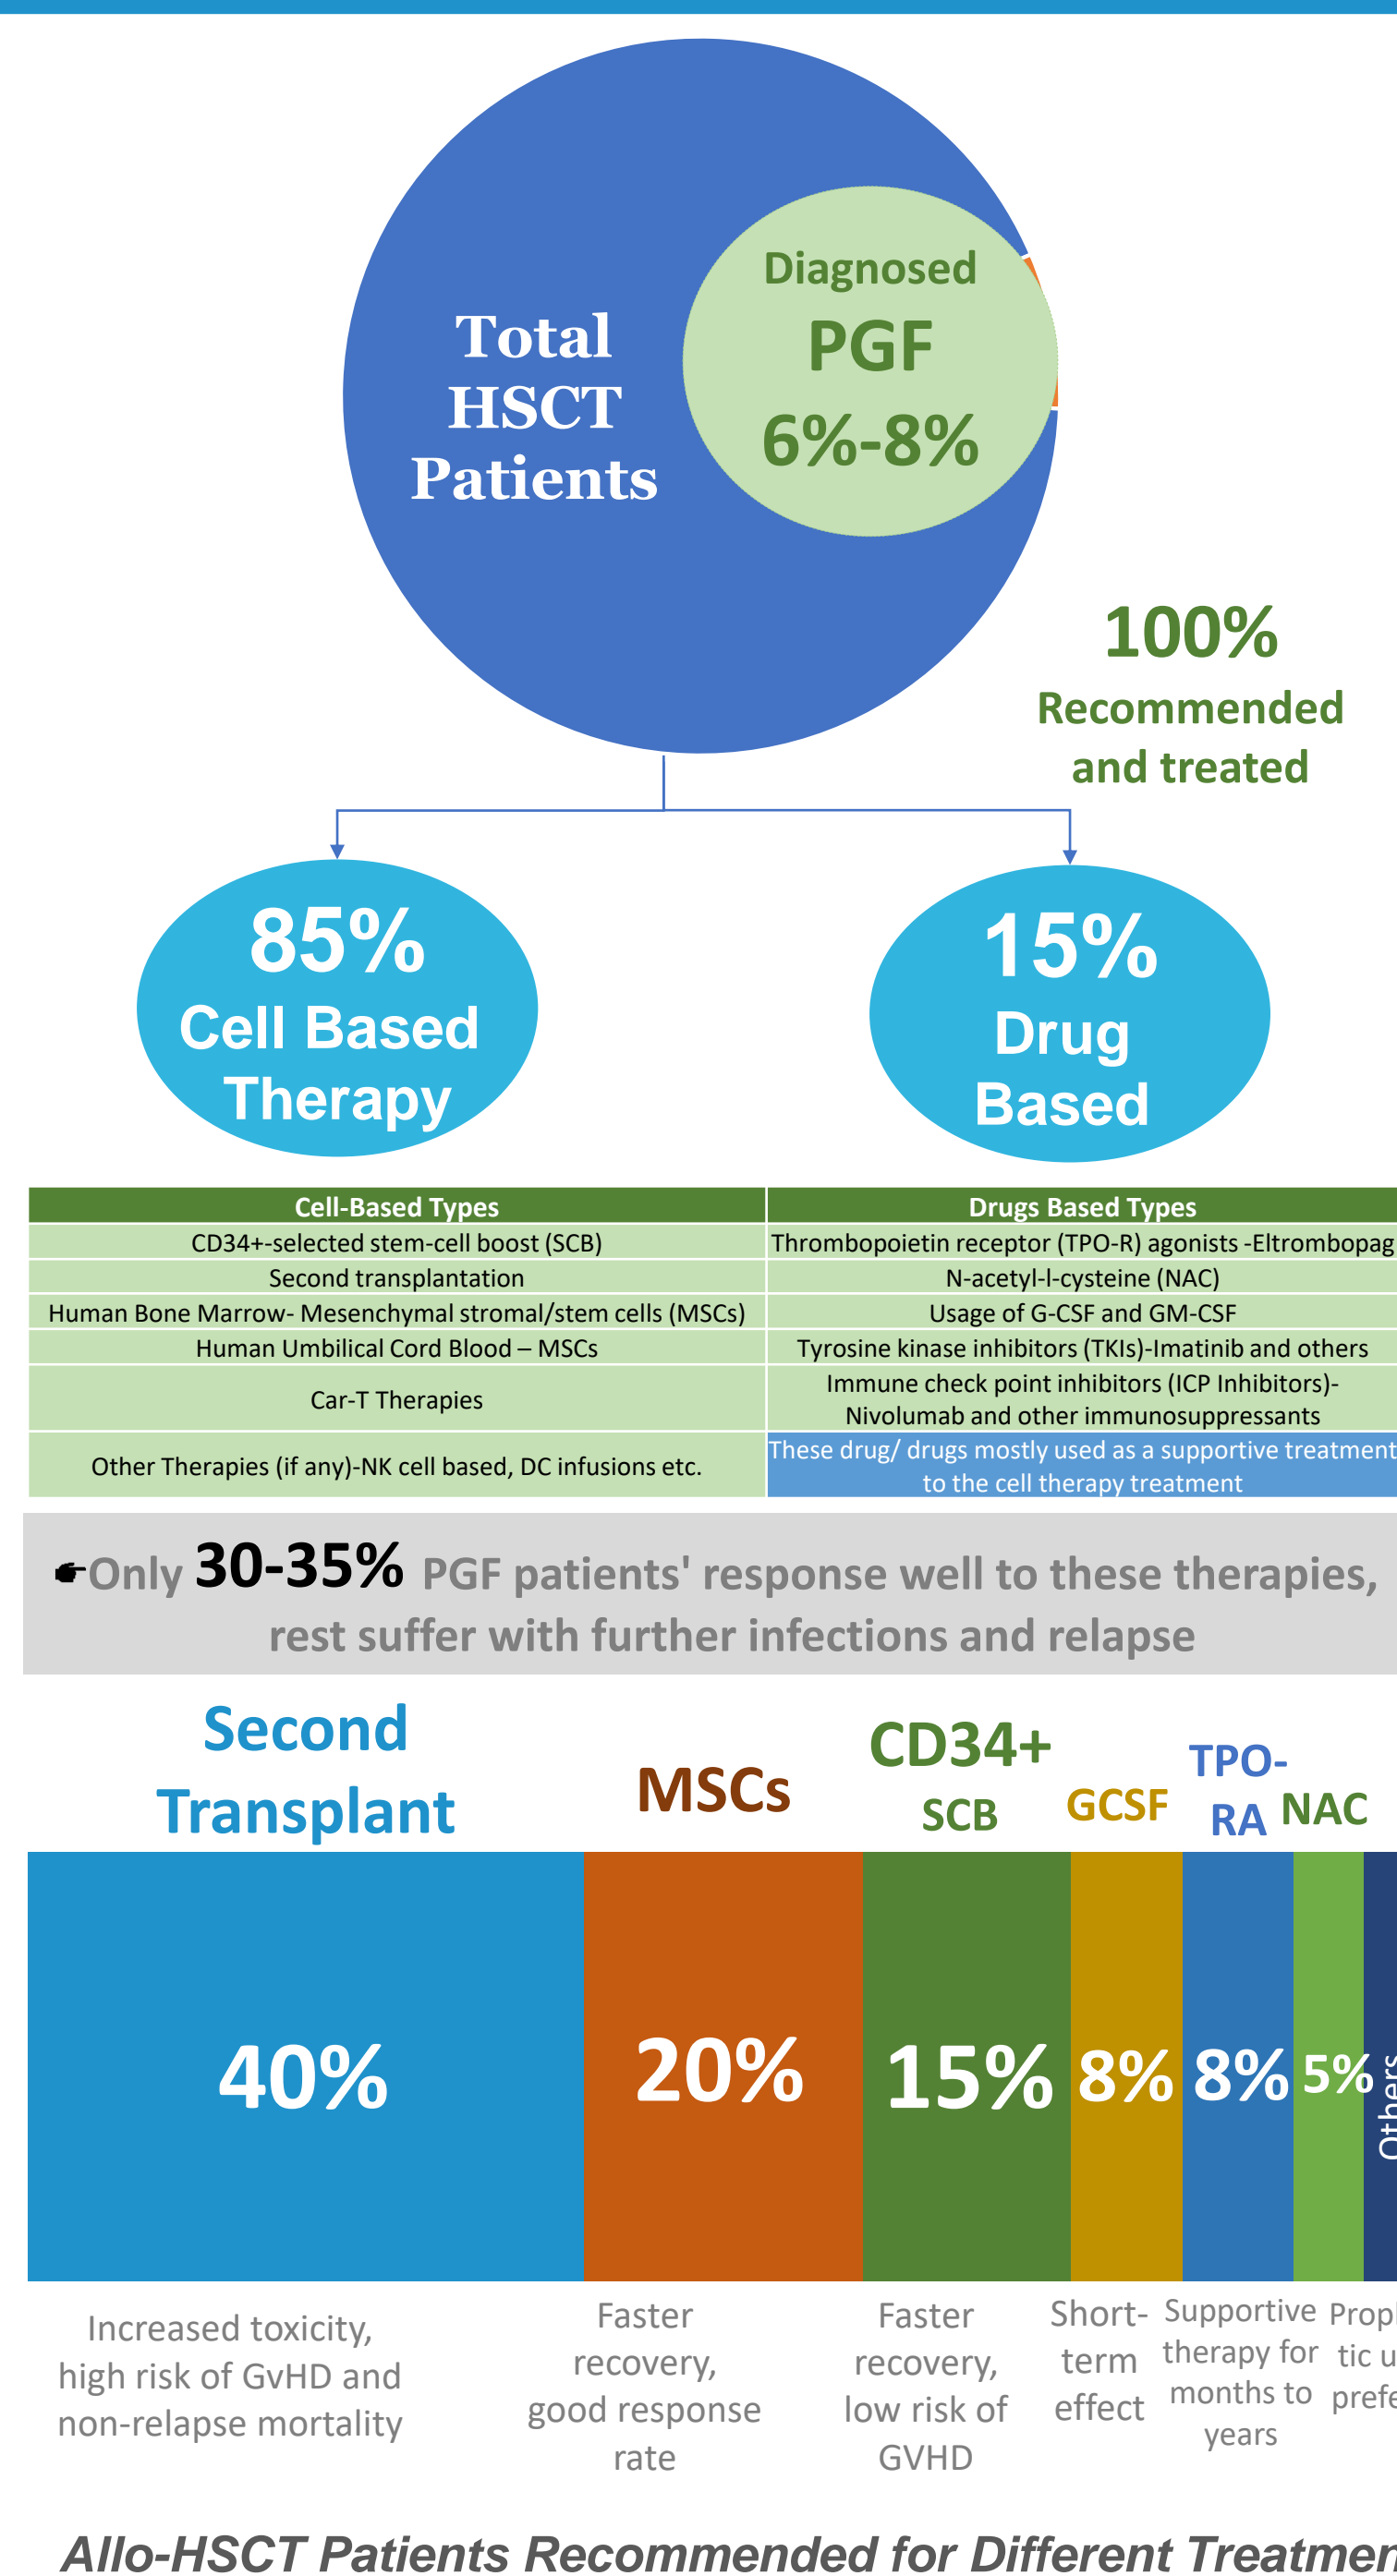 Total
HSCT
Patients
Diagnosed
PGF
6%-8%
100%
Recommended
and treated
85%
Cell Based
Therapy
15%
Drug
Based
Cell-Based Types
Drugs Based Types
CD34+-selected stem-cell boost (SCB)
Thrombopoietin receptor (TPO-R) agonists -Eltrombopag
Second transplantation
N-acetyl-l-cysteine (NAC)
Human Bone Marrow- Mesenchymal stromal/stem cells (MSCs)
Usage of G-CSF and GM-CSF
Human Umbilical Cord Blood – MSCs
Tyrosine kinase inhibitors (TKIs)-Imatinib and others
Car-T Therapies
Immune check point inhibitors (ICP Inhibitors)-
Nivolumab and other immunosuppressants
Other Therapies (if any)-NK cell based, DC infusions etc.
These drug/ drugs mostly used as a supportive treatment
to the cell therapy treatment
☛Only 30-35% PGF patients' response well to these therapies,
rest suffer with further infections and relapse
Second
Transplant
MSCs
CD34+
SCB
GCSF
TPO-
RA
NAC
40%
20%
15%
8%
8%
5%
Others
Increased toxicity,
high risk of GvHD and
non-relapse mortality
Faster
recovery,
good response
rate
Faster
recovery,
low risk of
GVHD
Short-
term
effect
Supportive
therapy for
months to
years
tic
Allo-HSCT Patients Recommended for Different